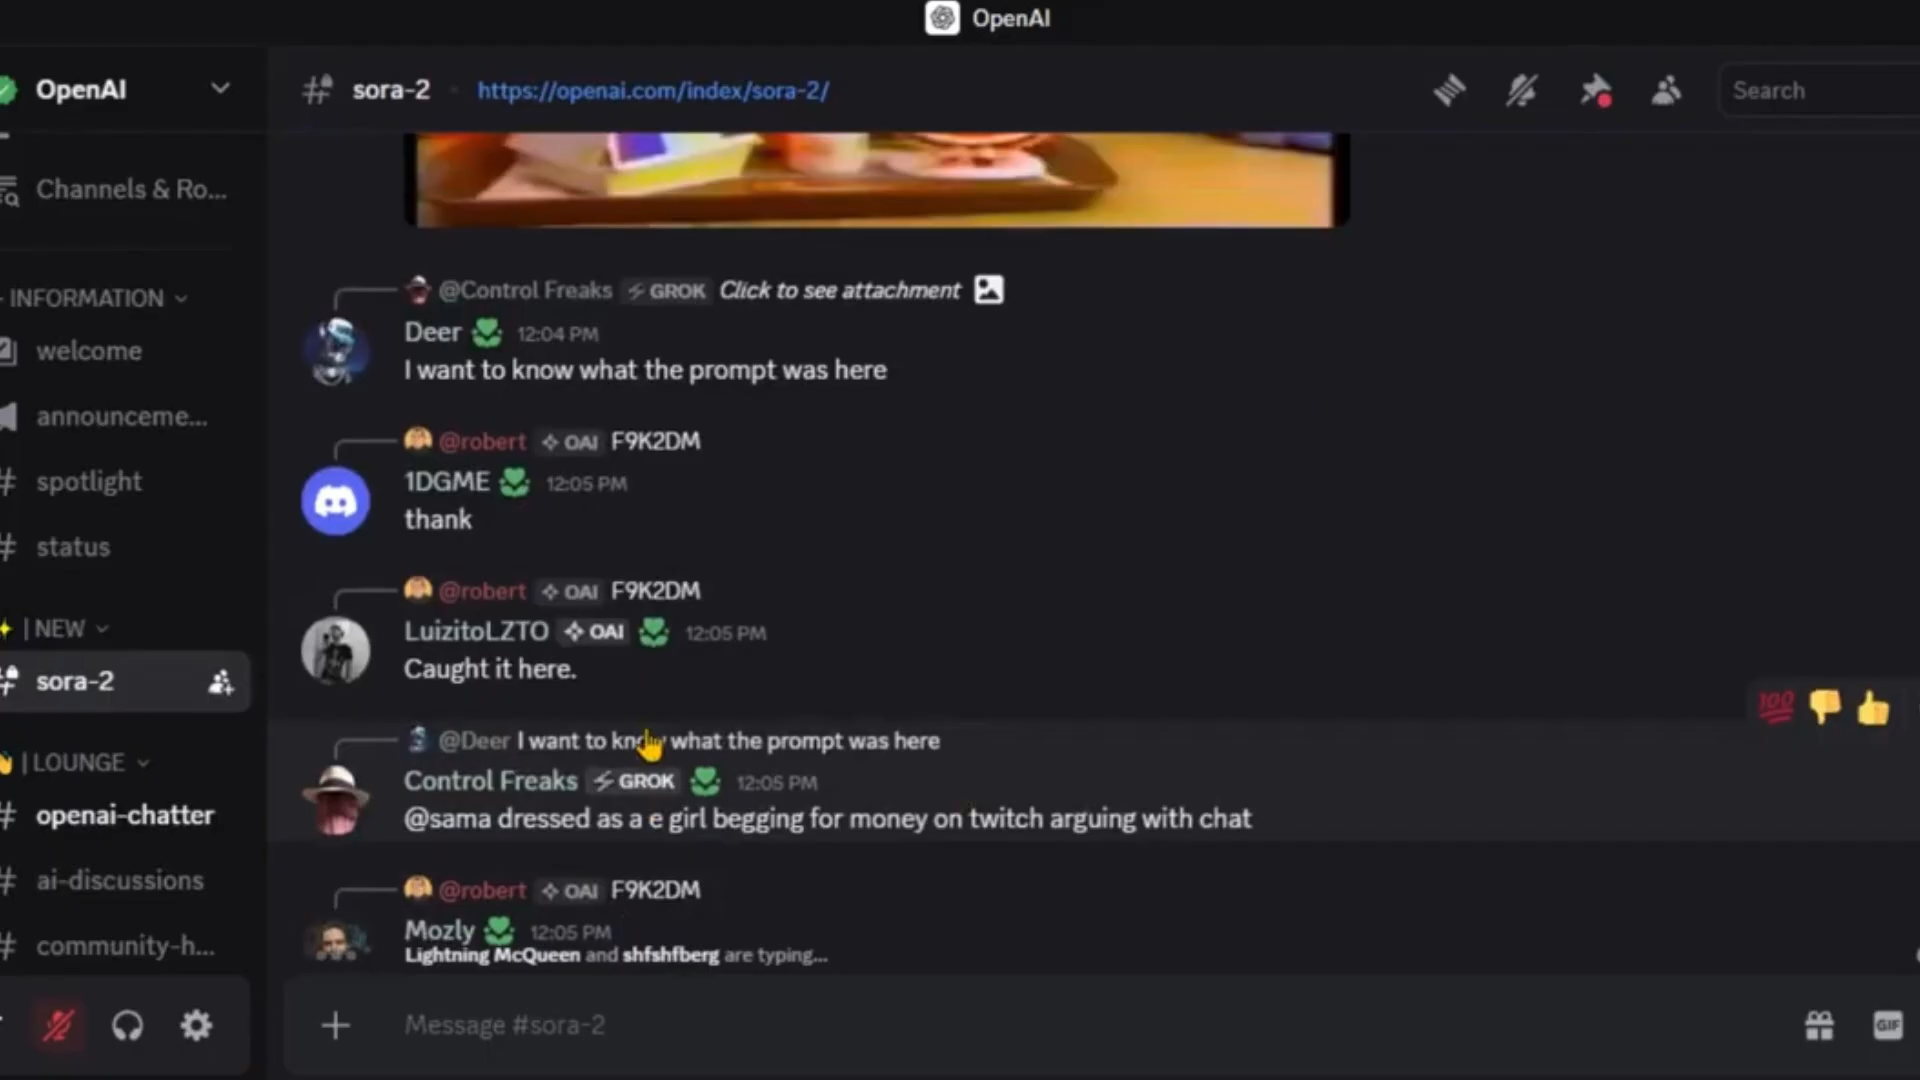 OpenAI
OpenAI
Channels & Ro...
INFORMATION
welcome
announceme...
spotlight
status
| NEW
sora-2
| LOUNGE
openai-chatter
ai-discussions
community-h...
sora-2
https://openai.com/index/sora-2/
Search
@Control Freaks GROK Click to see attachment
Deer 12:04 PM
I want to know what the prompt was here
@robert OAI F9K2DM
1DGME 12:05 PM
thank
@robert OAI F9K2DM
LuizitoLZTO OAI 12:05 PM
Caught it here.
100
@Deer I want to know what the prompt was here
Control Freaks GROK 12:05 PM
@sama dressed as a e girl begging for money on twitch arguing with chat
@robert OAI F9K2DM
Mozly 12:05 PM
Lightning McQueen and shfshfberg are typing...
Message #sora-2
GIF